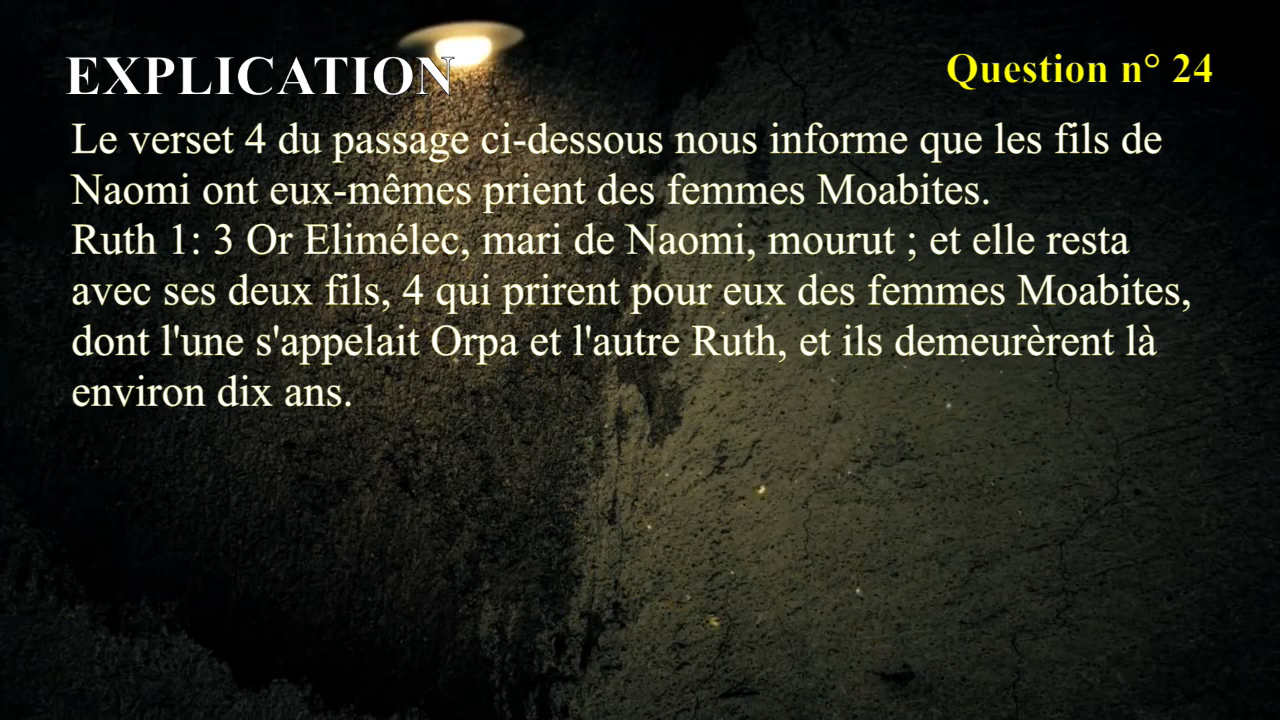 EXPLICATION
Question n° 24
Le verset 4 du passage ci-dessous nous informe que les fils de
Naomi ont eux-mêmes prient des femmes Moabites.
Ruth 1: 3 Or Elimélec, mari de Naomi, mourut ; et elle resta
avec ses deux fils, 4 qui prirent pour eux des femmes Moabites,
dont l'une s'appelait Orpa et l'autre Ruth, et ils demeurèrent là
environ dix ans.